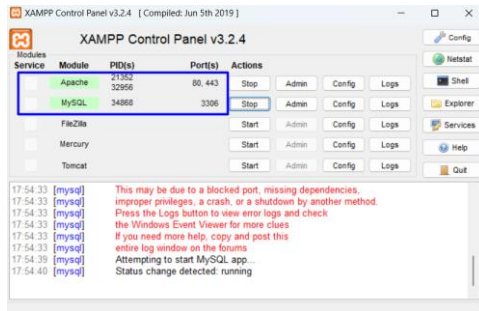 XAMPP Control Panel v3.2.4 [ Compiled: Jun 5th 2019 ]
XAMPP Control Panel v3.2.4
Config
Modules
Service Module PID(s) Port(s) Actions
Netstat
Apache 21352 32956 80, 443 Stop Admin Config Logs
Shell
MySQL 34868 3306 Stop Admin Config Logs
Explorer
FileZilla Start Admin Config Logs
Services
Mercury Start Admin Config Logs
Help
Tomcat Start Admin Config Logs
Quit
17:54:33 [mysql] This may be due to a blocked port, missing dependencies,
17:54:33 [mysql] improper privileges, a crash, or a shutdown by another method.
17:54:33 [mysql] Press the Logs button to view error logs and check
17:54:33 [mysql] the Windows Event Viewer for more clues
17:54:33 [mysql] If you need more help, copy and post this
17:54:33 [mysql] entire log window on the forums
17:54:39 [mysql] Attempting to start MySQL app...
17:54:40 [mysql] Status change detected: running